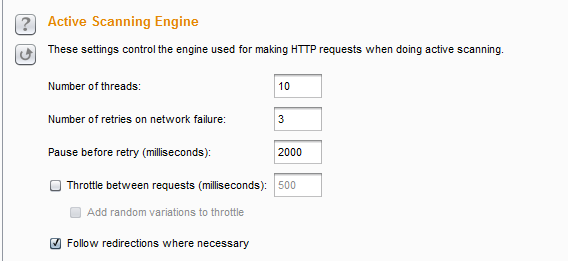 ?
Active Scanning Engine
These settings control the engine used for making HTTP requests when doing active scanning.
Number of threads: 10
Number of retries on network failure: 3
Pause before retry (milliseconds): 2000
Throttle between requests (milliseconds): 500
Add random variations to throttle
Follow redirections where necessary